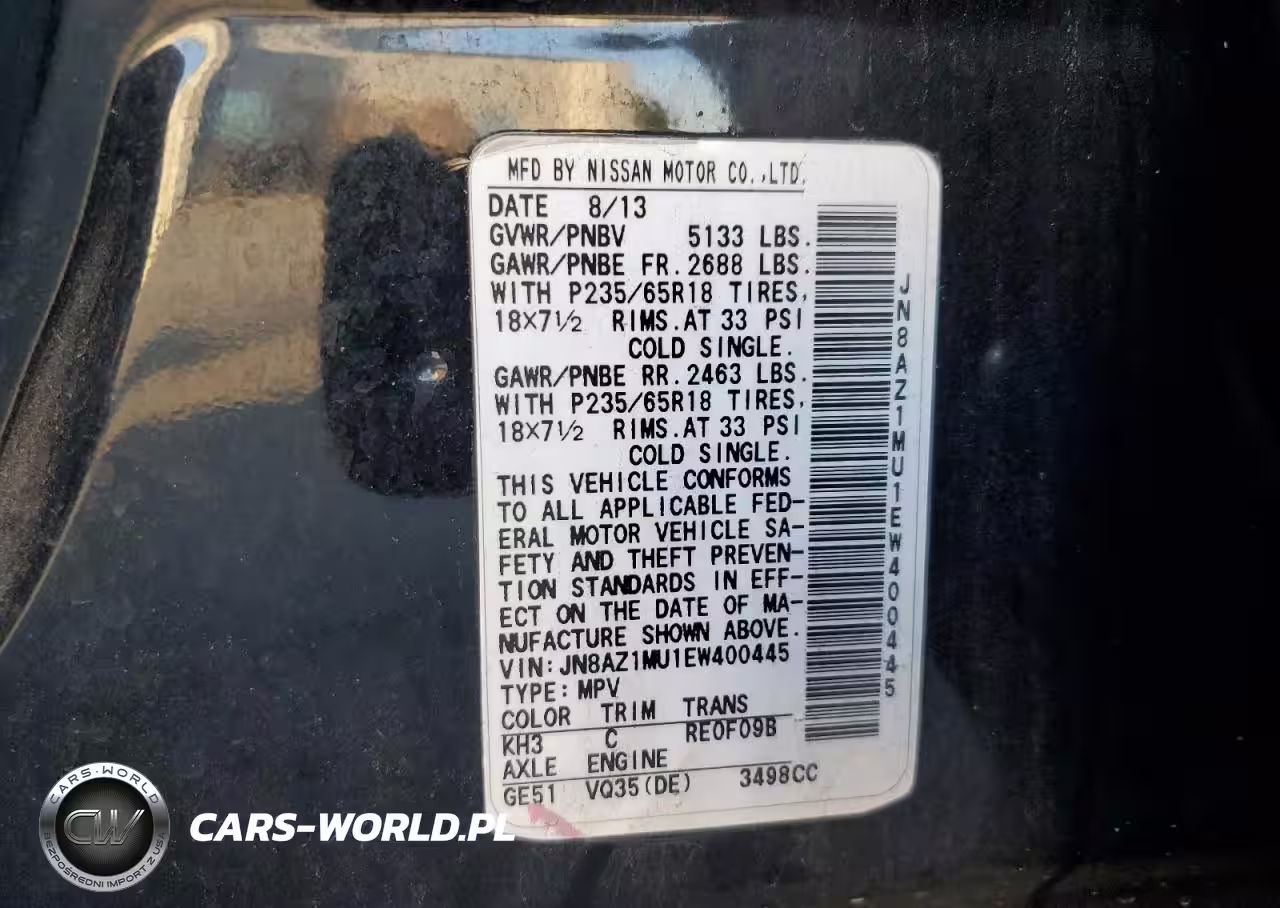 MFD BY NISSAN MOTOR CO.,LTD.
DATE 8/13
GVWR/PNBV 5133 LBS.
GAWR/PNBE FR. 2688 LBS.
WITH P235/65R18 TIRES,
18X7½ RIMS. AT 33 PSI
COLD SINGLE.
GAWR/PNBE RR. 2463 LBS.
WITH P235/65R18 TIRES,
18X7½ RIMS. AT 33 PSI
COLD SINGLE.
THIS VEHICLE CONFORMS
TO ALL APPLICABLE FED-
ERAL MOTOR VEHICLE SA-
FETY AND THEFT PREVEN-
TION STANDARDS IN EFF-
ECT ON THE DATE OF MA-
NUFACTURE SHOWN ABOVE.
VIN: JN8AZ1MU1EW400445
TYPE: MPV
COLOR TRIM TRANS
KH3 C RE0F09B
AXLE ENGINE
GE51 VQ35(DE) 3498CC
JN8AZ1MU1EW400445
CARS-WORLD
CW
BEZPOŚREDNI IMPORT Z USA
CARS-WORLD.PL